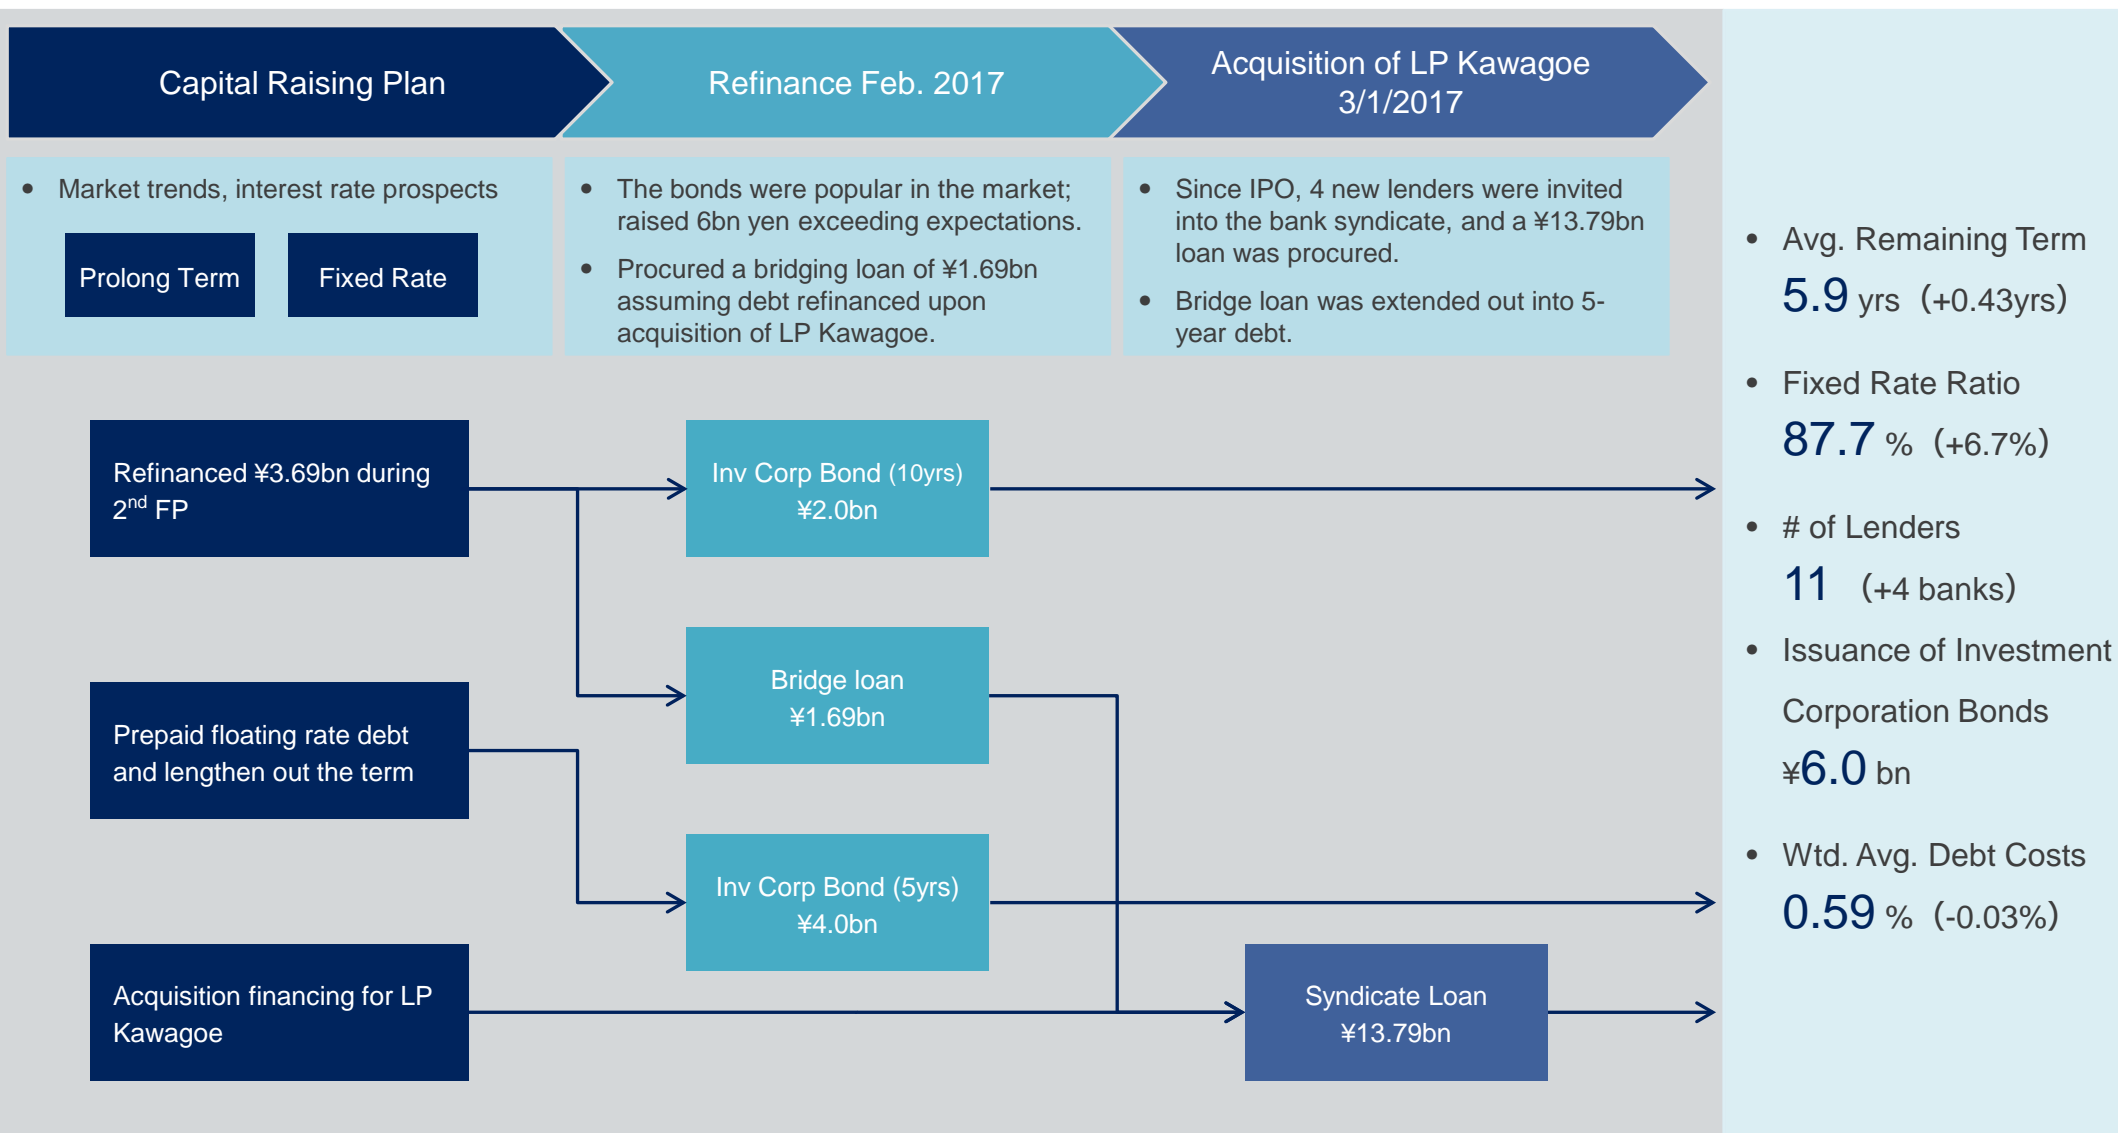 Capital Raising Plan
Refinance Feb. 2017
Acquisition of LP Kawagoe
3/1/2017
• Market trends, interest rate prospects
Prolong Term
Fixed Rate
• The bonds were popular in the market;
raised 6bn yen exceeding expectations.
• Procured a bridging loan of ¥1.69bn
assuming debt refinanced upon
acquisition of LP Kawagoe.
• Since IPO, 4 new lenders were invited
into the bank syndicate, and a ¥13.79bn
loan was procured.
• Bridge loan was extended out into 5-
year debt.
Refinanced ¥3.69bn during
2nd FP
Inv Corp Bond (10yrs)
¥2.0bn
Bridge loan
¥1.69bn
Prepaid floating rate debt
and lengthen out the term
Inv Corp Bond (5yrs)
¥4.0bn
Acquisition financing for LP
Kawagoe
Syndicate Loan
¥13.79bn
• Avg. Remaining Term
5.9 yrs (+0.43yrs)
• Fixed Rate Ratio
87.7 % (+6.7%)
• # of Lenders
11 (+4 banks)
• Issuance of Investment
Corporation Bonds
¥6.0 bn
• Wtd. Avg. Debt Costs
0.59 % (-0.03%)